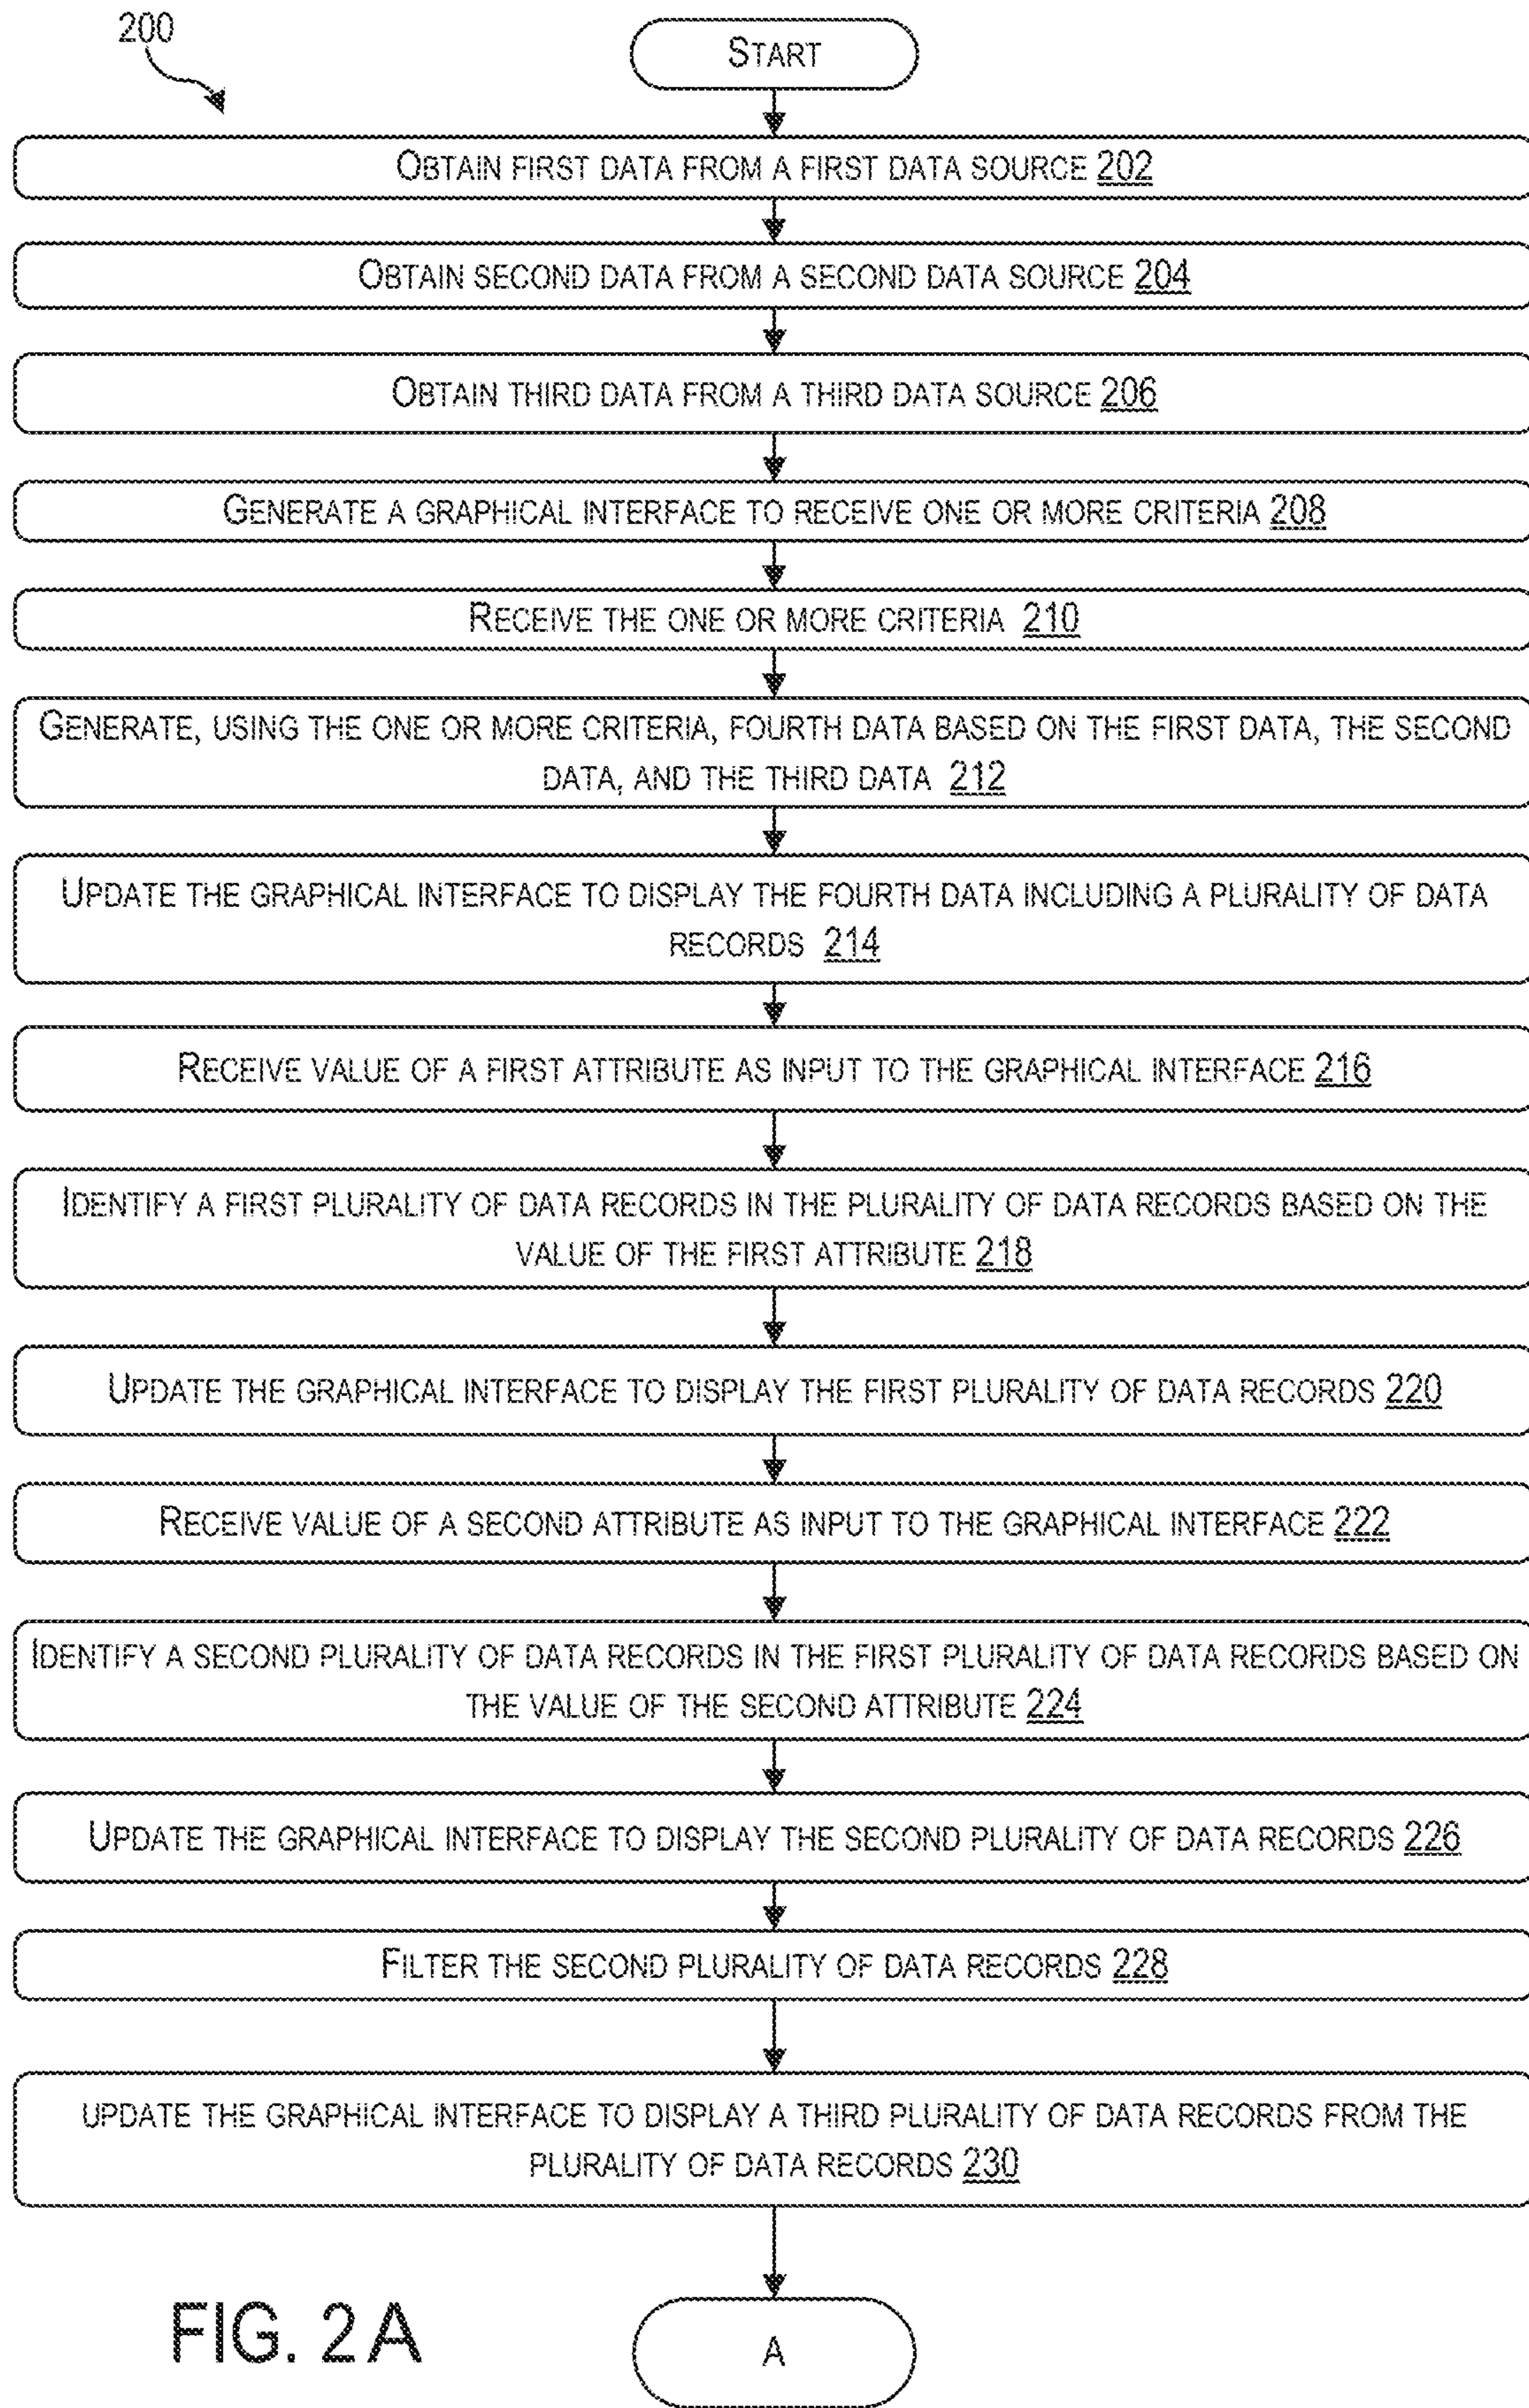 200
START
OBTAIN FIRST DATA FROM A FIRST DATA SOURCE 202
OBTAIN SECOND DATA FROM A SECOND DATA SOURCE 204
OBTAIN THIRD DATA FROM A THIRD DATA SOURCE 206
GENERATE A GRAPHICAL INTERFACE TO RECEIVE ONE OR MORE CRITERIA 208
RECEIVE THE ONE OR MORE CRITERIA 210
GENERATE, USING THE ONE OR MORE CRITERIA, FOURTH DATA BASED ON THE FIRST DATA, THE SECOND
DATA, AND THE THIRD DATA 212
UPDATE THE GRAPHICAL INTERFACE TO DISPLAY THE FOURTH DATA INCLUDING A PLURALITY OF DATA
RECORDS 214
RECEIVE VALUE OF A FIRST ATTRIBUTE AS INPUT TO THE GRAPHICAL INTERFACE 216
IDENTIFY A FIRST PLURALITY OF DATA RECORDS IN THE PLURALITY OF DATA RECORDS BASED ON THE
VALUE OF THE FIRST ATTRIBUTE 218
UPDATE THE GRAPHICAL INTERFACE TO DISPLAY THE FIRST PLURALITY OF DATA RECORDS 220
RECEIVE VALUE OF A SECOND ATTRIBUTE AS INPUT TO THE GRAPHICAL INTERFACE 222
IDENTIFY A SECOND PLURALITY OF DATA RECORDS IN THE FIRST PLURALITY OF DATA RECORDS BASED ON
THE VALUE OF THE SECOND ATTRIBUTE 224
UPDATE THE GRAPHICAL INTERFACE TO DISPLAY THE SECOND PLURALITY OF DATA RECORDS 226
FILTER THE SECOND PLURALITY OF DATA RECORDS 228
UPDATE THE GRAPHICAL INTERFACE TO DISPLAY A THIRD PLURALITY OF DATA RECORDS FROM THE
PLURALITY OF DATA RECORDS 230
FIG. 2A
A